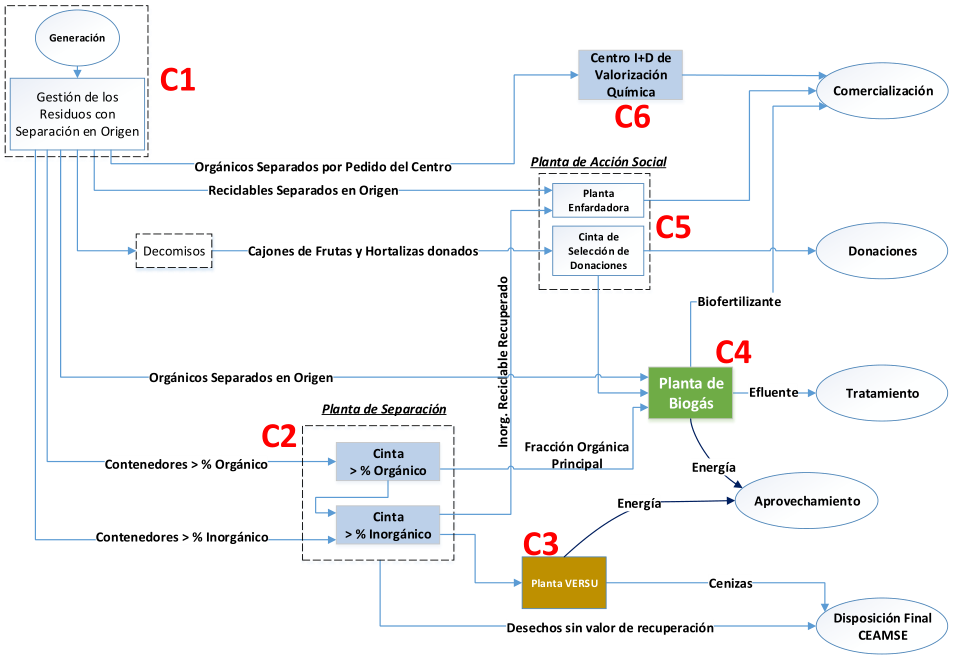 Generación
C1
Gestión de los
Residuos con
Separación en Origen
Centro I+D de
Valorización
Química
C6
Comercialización
Orgánicos Separados por Pedido del Centro
Planta de Acción Social
Reciclables Separados en Origen
Planta
Enfardadora
C5
Decomisos
Cajones de Frutas y Hortalizas donados
Cinta de
Selección de
Donaciones
Donaciones
Inorg. Reciclable Recuperado
Biofertilizante
C4
Orgánicos Separados en Origen
Planta de
Biogás
Efluente
Tratamiento
Planta de Separación
C2
Contenedores > % Orgánico
Cinta
> % Orgánico
Fracción Orgánica
Principal
Energía
Aprovechamiento
Energía
Contenedores > % Inorgánico
Cinta
> % Inorgánico
C3
Planta VERSU
Cenizas
Desechos sin valor de recuperación
Disposición Final
CEAMSE